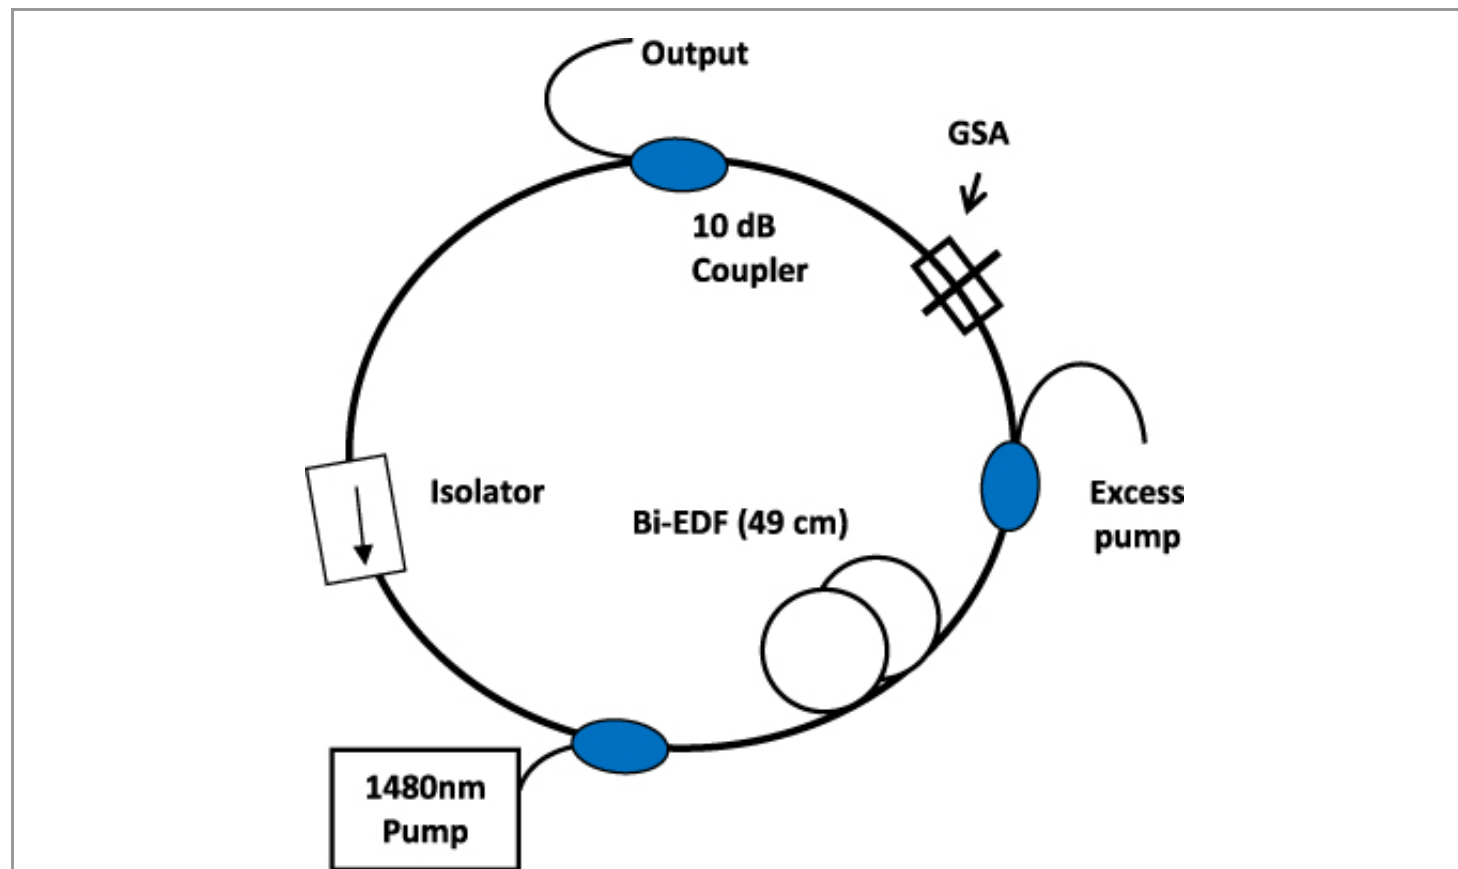 Output
GSA
10 dB
Coupler
Isolator
Bi-EDF (49 cm)
Excess
pump
1480nm
Pump